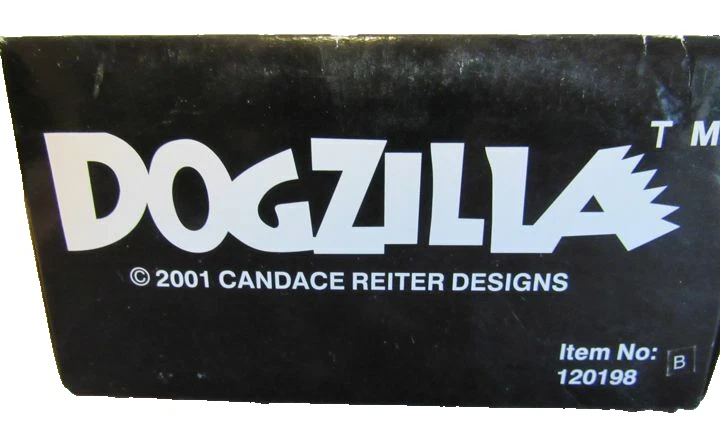 DOGZILLA TM
© 2001 CANDACE REITER DESIGNS
Item No: B
120198